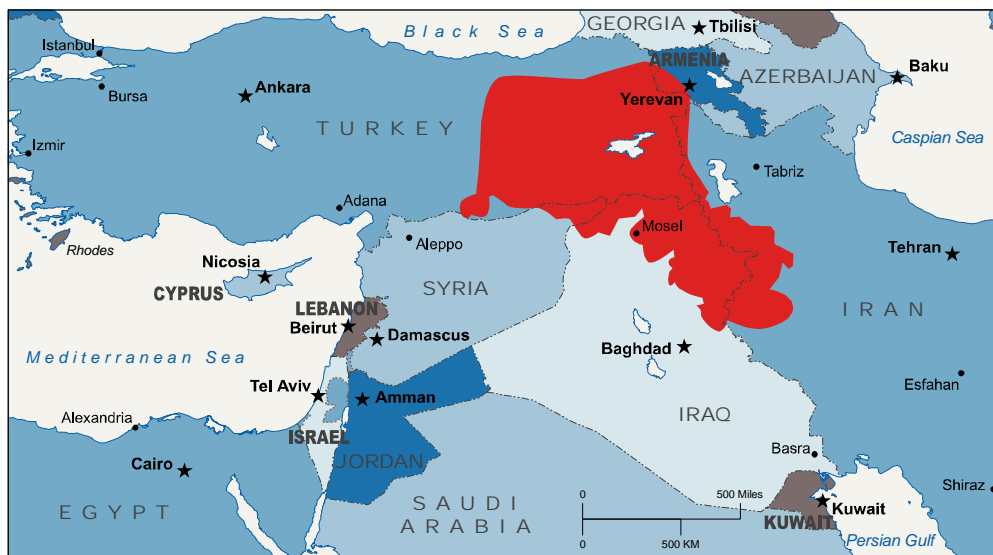 Black Sea
GEORGIA
Tbilisi
Istanbul
ARMENIA
AZERBAIJAN
Baku
Bursa
Ankara
Yerevan
TURKEY
Caspian Sea
Izmir
Tabriz
Adana
Mosel
Aleppo
Rhodes
Tehran
Nicosia
CYPRUS
SYRIA
LEBANON
IRAN
Beirut
Damascus
Baghdad
Mediterranean Sea
Esfahan
Tel Aviv
Amman
Alexandria
IRAQ
ISRAEL
Basra
Cairo
JORDAN
Shiraz
0 500 Miles
SAUDI
ARABIA
EGYPT
Kuwait
KUWAIT
0 500 KM
Persian Gulf